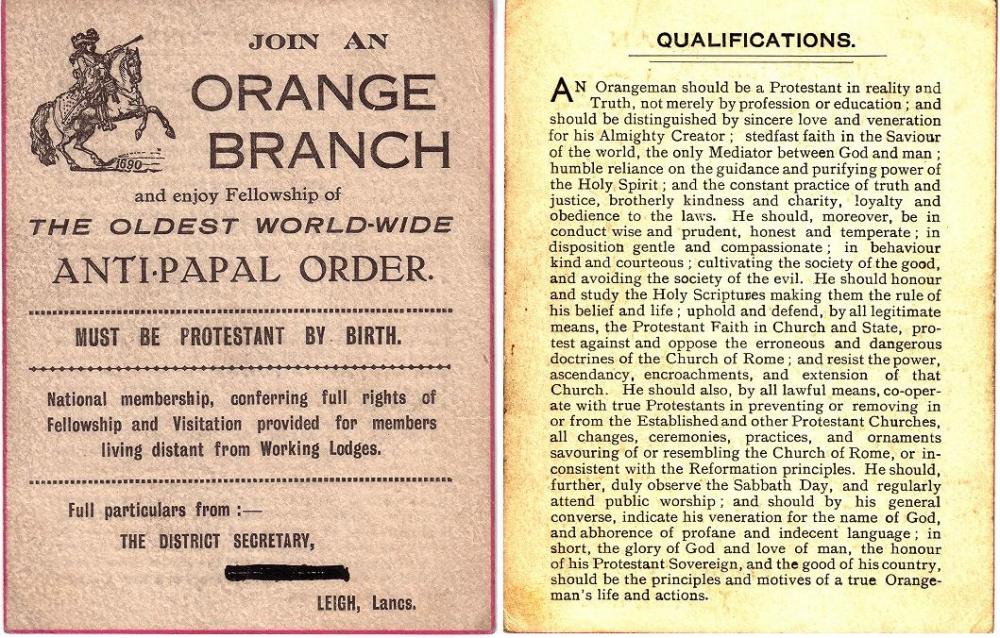 JOIN AN
ORANGE
BRANCH
1690
and enjoy Fellowship of
THE OLDEST WORLD-WIDE
ANTI-PAPAL ORDER.
MUST BE PROTESTANT BY BIRTH.
National membership, conferring full rights of
Fellowship and Visitation provided for members
living distant from Working Lodges.
Full particulars from :—
THE DISTRICT SECRETARY,
LEIGH, Lancs.
QUALIFICATIONS.
AN Orangeman should be a Protestant in reality and
Truth, not merely by profession or education ; and
should be distinguished by sincere love and veneration
for his Almighty Creator ; stedfast faith in the Saviour
of the world, the only Mediator between God and man ;
humble reliance on the guidance and purifying power of
the Holy Spirit ; and the constant practice of truth and
justice, brotherly kindness and charity, loyalty and
obedience to the laws. He should, moreover, be in
conduct wise and prudent, honest and temperate ; in
disposition gentle and compassionate ; in behaviour
kind and courteous ; cultivating the society of the good,
and avoiding the society of the evil. He should honour
and study the Holy Scriptures making them the rule of
his belief and life ; uphold and defend, by all legitimate
means, the Protestant Faith in Church and State, pro-
test against and oppose the erroneous and dangerous
doctrines of the Church of Rome ; and resist the power,
ascendancy, encroachments, and extension of that
Church. He should also, by all lawful means, co-oper-
ate with true Protestants in preventing or removing in
or from the Established and other Protestant Churches,
all changes, ceremonies, practices, and ornaments
savouring of or resembling the Church of Rome, or in-
consistent with the Reformation principles. He should,
further, duly observe the Sabbath Day, and regularly
attend public worship ; and should by his general
converse, indicate his veneration for the name of God,
and abhorence of profane and indecent language ; in
short, the glory of God and love of man, the honour
of his Protestant Sovereign, and the good of his country,
should be the principles and motives of a true Orange-
man's life and actions.